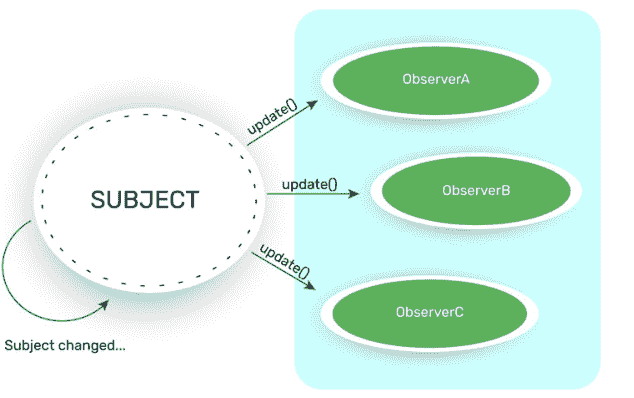 SUBJECT
Subject changed...
update()
ObserverA
update()
ObserverB
update()
ObserverC